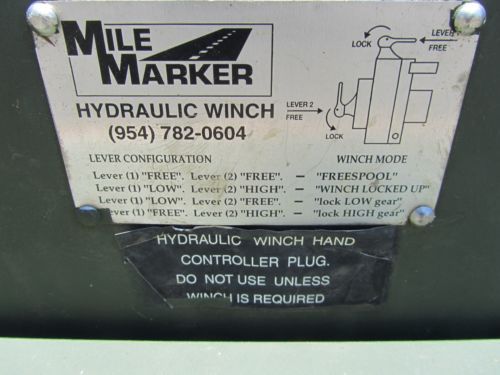 MILE
MARKER
HYDRAULIC WINCH
(954) 782-0604
LOCK
LEVER
FREE
LEVER 2
FREE
LOCK
LEVER CONFIGURATION WINCH MODE
Lever (1) "FREE". Lever (2) "FREE". – "FREESPOOL"
Lever (1) "LOW". Lever (2) "HIGH". – "WINCH LOCKED UP"
Lever (1) "LOW". Lever (2) "FREE". – "lock LOW gear"
Lever (1) "FREE". Lever (2) "HIGH". – "lock HIGH gear"
HYDRAULIC WINCH HAND
CONTROLLER PLUG.
DO NOT USE UNLESS
WINCH IS REQUIRED